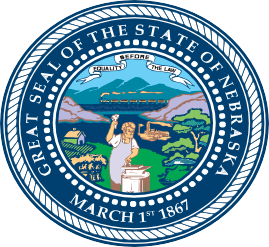 GREAT SEAL OF THE STATE OF NEBRASKA
EQUALITY BEFORE THE LAW
MARCH 1ST 1867